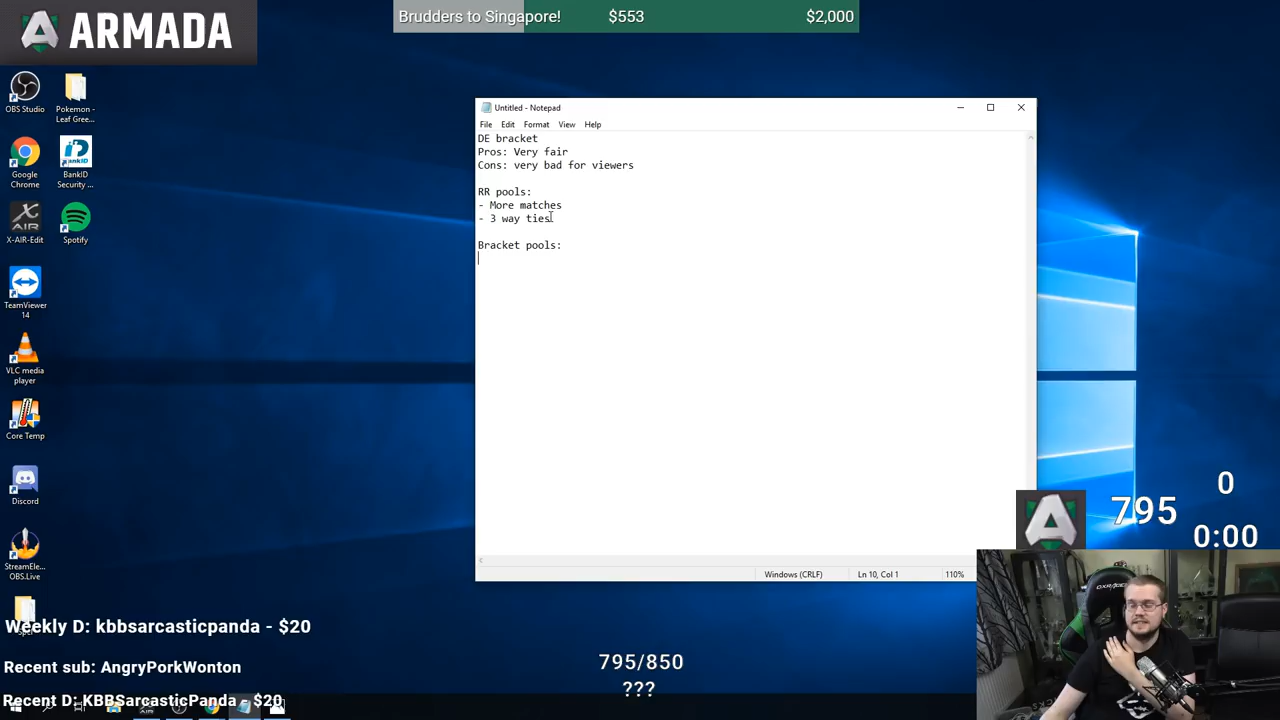 ARMADA
Brudders to Singapore! $553 $2,000
OBS Studio
Pokemon -
Leaf Gree...
Google
Chrome
BankID
Security ...
X-AIR-Edit
Spotify
TeamViewer
14
VLC media
player
Core Temp
Discord
StreamEle...
OBS.Live
Untitled - Notepad
File Edit Format View Help
DE bracket
Pros: Very fair
Cons: very bad for viewers
RR pools:
- More matches
- 3 way ties
Bracket pools:
Windows (CRLF) Ln 10, Col 1 110%
795
0
0:00
DXRACER
Weekly D: kbbsarcasticpanda - $20
Recent sub: AngryPorkWonton
Recent D: KBBSarcasticPanda - $20
795/850
???